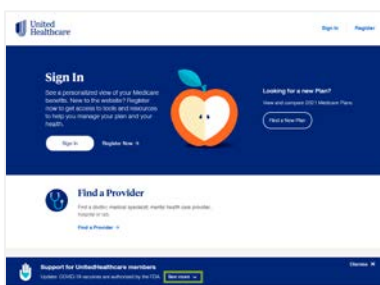 United
Healthcare
Sign In
Register
Sign In
See a personalized view of your Medicare
benefits. New to the website? Register
now to get access to tools and resources
to help you manage your plan and your
health.
Sign In
Register Now
Looking for a new Plan?
View and compare 2021 Medicare Plans.
Find a New Plan
Find a Provider
Find a doctor, medical specialist, mental health care provider,
hospital or lab.
Find a Provider
Support for UnitedHealthcare members
Update: COVID-19 vaccines are authorized by the FDA.
See more
Dismiss X